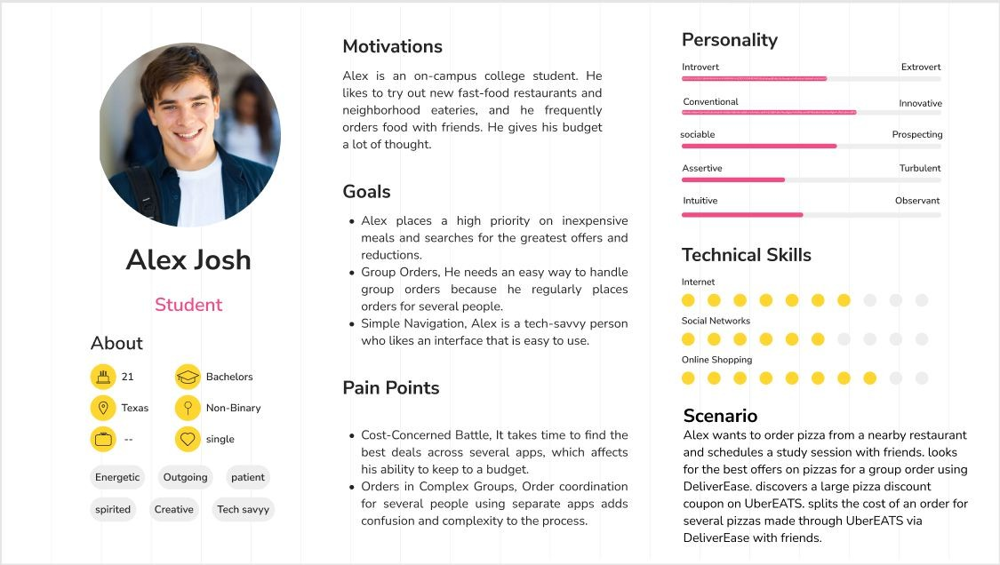 Alex Josh
Student
About
21
Bachelors
Texas
Non-Binary
--
single
Energetic
Outgoing
patient
spirited
Creative
Tech savvy
Motivations
Alex is an on-campus college student. He
likes to try out new fast-food restaurants and
neighborhood eateries, and he frequently
orders food with friends. He gives his budget
a lot of thought.
Goals
• Alex places a high priority on inexpensive
meals and searches for the greatest offers and
reductions.
• Group Orders, He needs an easy way to handle
group orders because he regularly places
orders for several people.
• Simple Navigation, Alex is a tech-savvy person
who likes an interface that is easy to use.
Pain Points
• Cost-Concerned Battle, It takes time to find the
best deals across several apps, which affects
his ability to keep to a budget.
• Orders in Complex Groups, Order coordination
for several people using separate apps adds
confusion and complexity to the process.
Personality
Introvert
Extrovert
Conventional
Innovative
sociable
Prospecting
Assertive
Turbulent
Intuitive
Observant
Technical Skills
Internet
Social Networks
Online Shopping
Scenario
Alex wants to order pizza from a nearby restaurant
and schedules a study session with friends. looks
for the best offers on pizzas for a group order using
DeliverEase. discovers a large pizza discount
coupon on UberEATS. splits the cost of an order for
several pizzas made through UberEATS via
DeliverEase with friends.